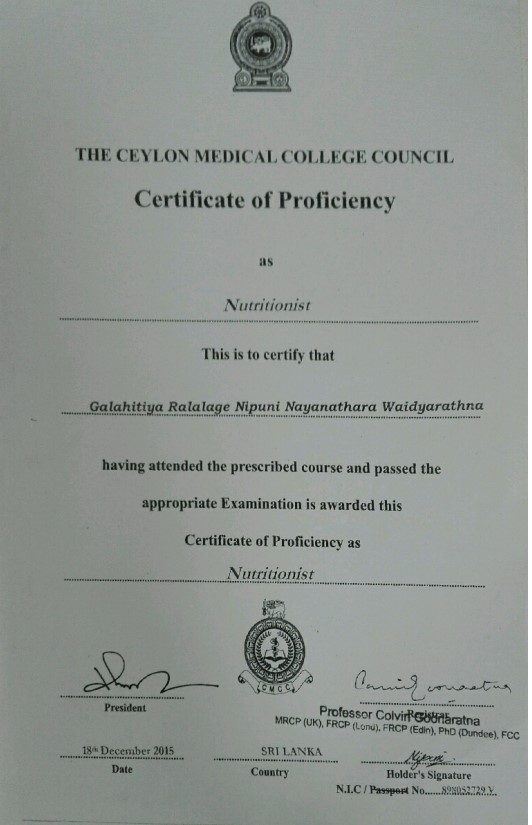 THE CEYLON MEDICAL COLLEGE COUNCIL
Certificate of Proficiency
as
Nutritionist
This is to certify that
Galahitiya Ralalage Nipuni Nayanathara Waidyarathna
having attended the prescribed course and passed the
appropriate Examination is awarded this
Certificate of Proficiency as
Nutritionist
CMCC
President
Registrar
Professor Colvin Goonaratna
MRCP (UK), FRCP (Lond), FRCP (Edin), PhD (Dundee), FCC
18th December 2015
SRI LANKA
Date
Country
Holder's Signature
N.I.C / Passport No. 898052729 V